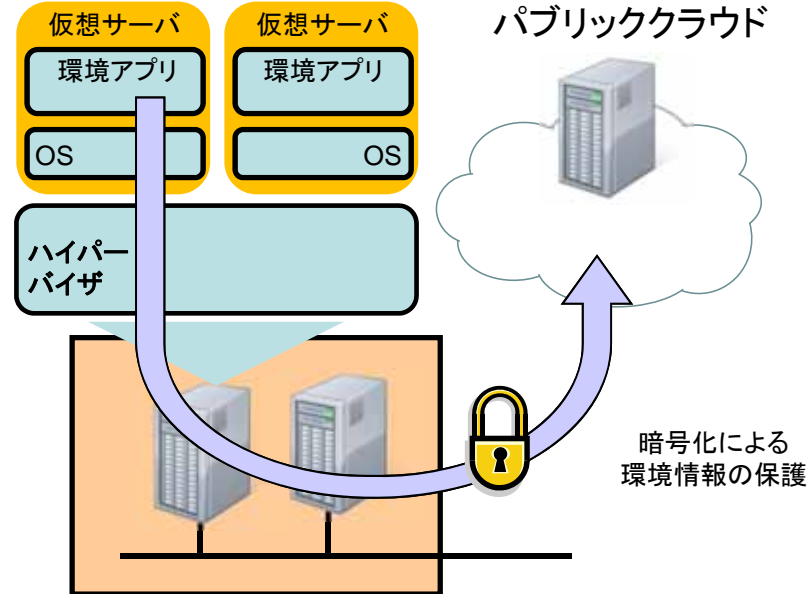 仮想サーバ
仮想サーバ
パブリッククラウド
環境アプリ
環境アプリ
OS
OS
ハイパー
バイザ
暗号化による
環境情報の保護